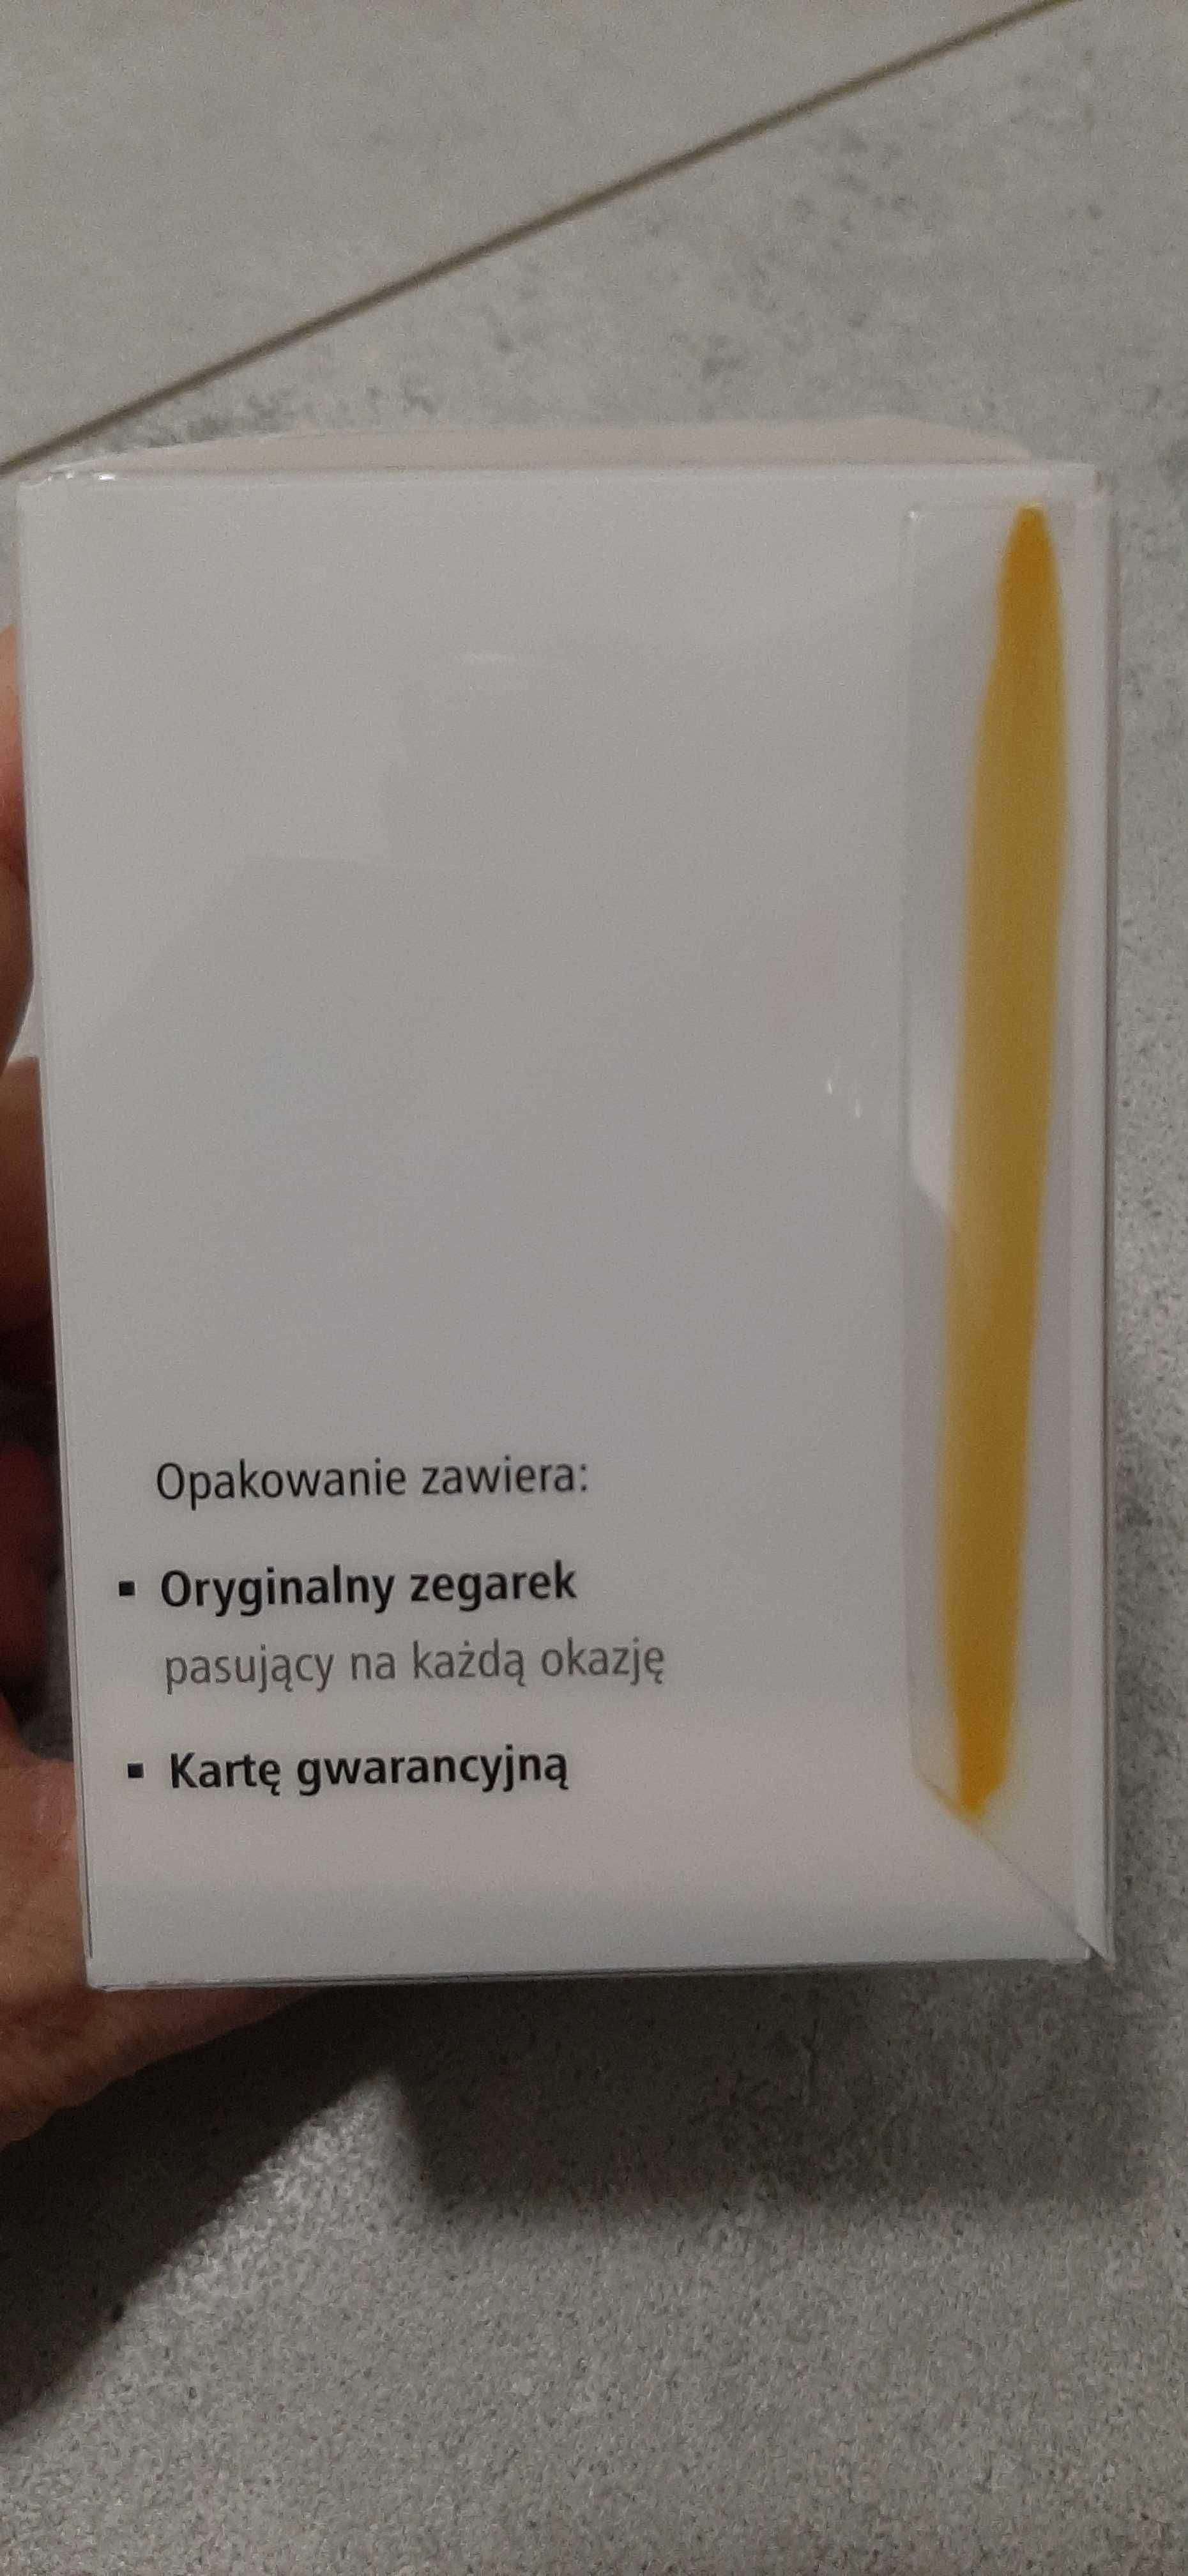 Opakowanie zawiera:
▪ Oryginalny zegarek
pasujący na każdą okazję
▪ Kartę gwarancyjną